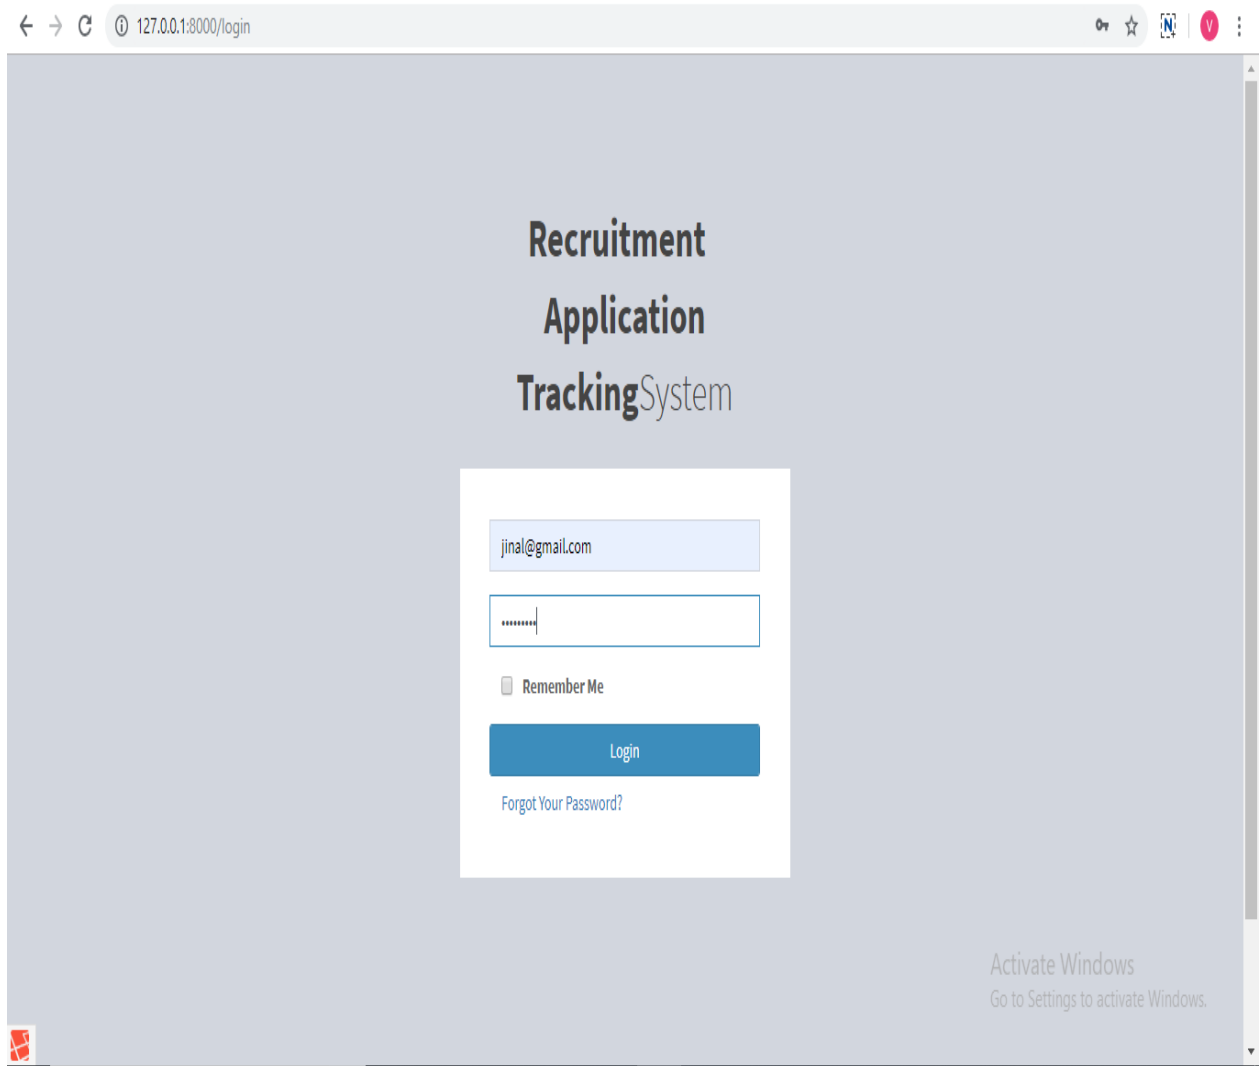 127.0.0.1:8000/login
N
V
Recruitment
Application
TrackingSystem
jinal@gmail.com
•••••••••
Remember Me
Login
Forgot Your Password?
Activate Windows
Go to Settings to activate Windows.